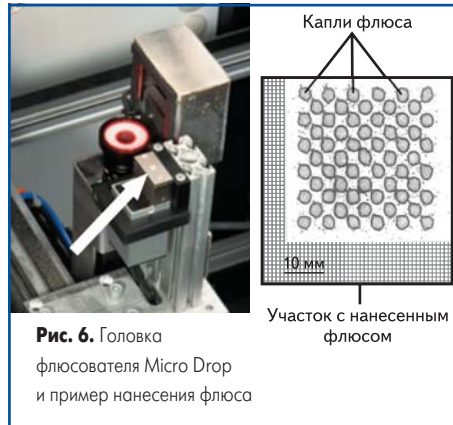 Капли флюса
10 мм
Участок с нанесенным
флюсом
Рис. 6. Головка
флюсователя Micro Drop
и пример нанесения флюса